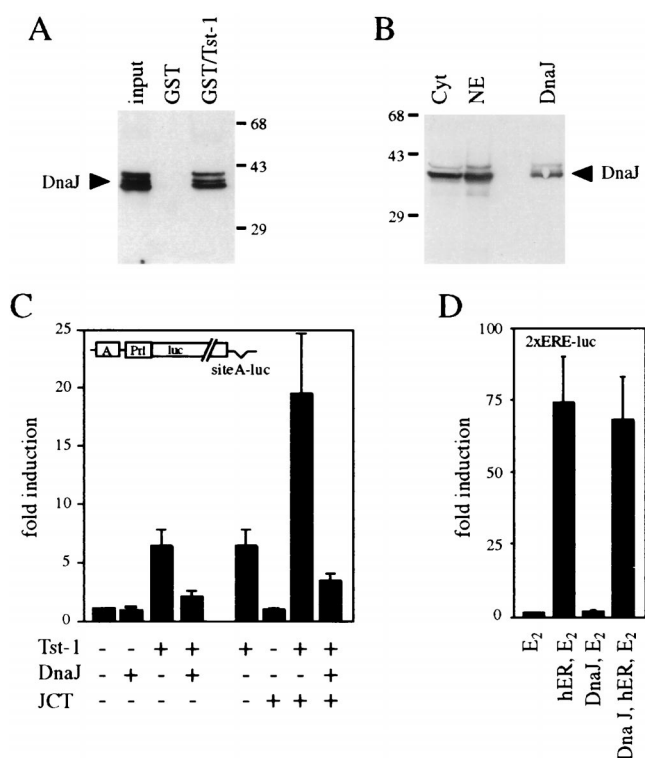 A
input
GST
GST/Tst-1
68
43
DnaJ
29
B
Cyt
NE
DnaJ
68
43
DnaJ
29
C
25
20
15
10
5
0
fold induction
A
Prl
luc
siteA-luc
Tst-1 - - + + + - + +
DnaJ - + - + - - - +
JCT - - - - - + + +
D
100
75
50
25
0
fold induction
2xERE-luc
E2
hER, E2
DnaJ, E2
Dna J, hER, E2